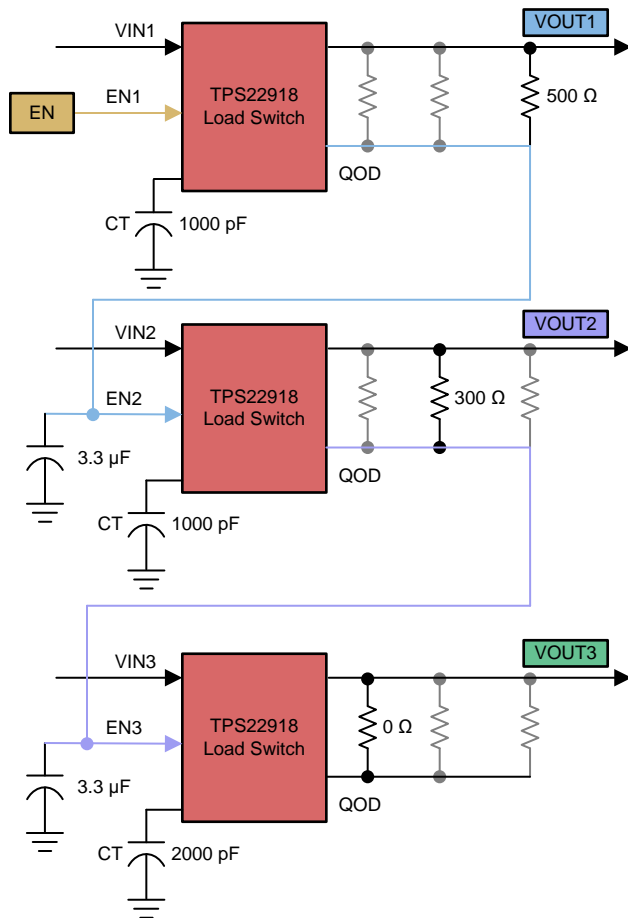 VOUT1
VIN1
TPS22918
Load Switch
EN
EN1
500 Ω
QOD
CT
1000 pF
VOUT2
VIN2
TPS22918
Load Switch
EN2
300 Ω
QOD
3.3 µF
CT
1000 pF
VOUT3
VIN3
TPS22918
Load Switch
EN3
0 Ω
QOD
3.3 µF
CT
2000 pF